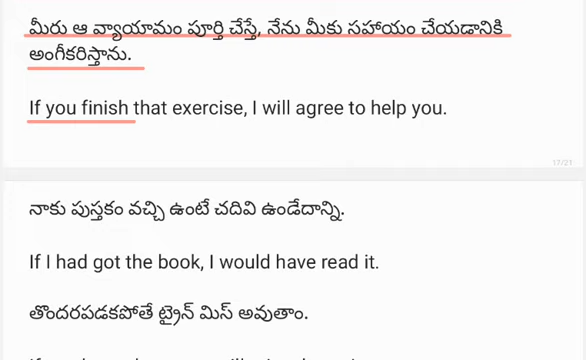 మీరు ఆ వ్యాయామం పూర్తి చేస్తే, నేను మీకు సహాయం చేయడానికి
అంగీకరిస్తాను.
If you finish that exercise, I will agree to help you.
17/21
నాకు పుస్తకం వచ్చి ఉంటే చదివి ఉండేదాన్ని.
If I had got the book, I would have read it.
తొందరపడకపోతే ట్రైన్ మిస్ అవుతాం.